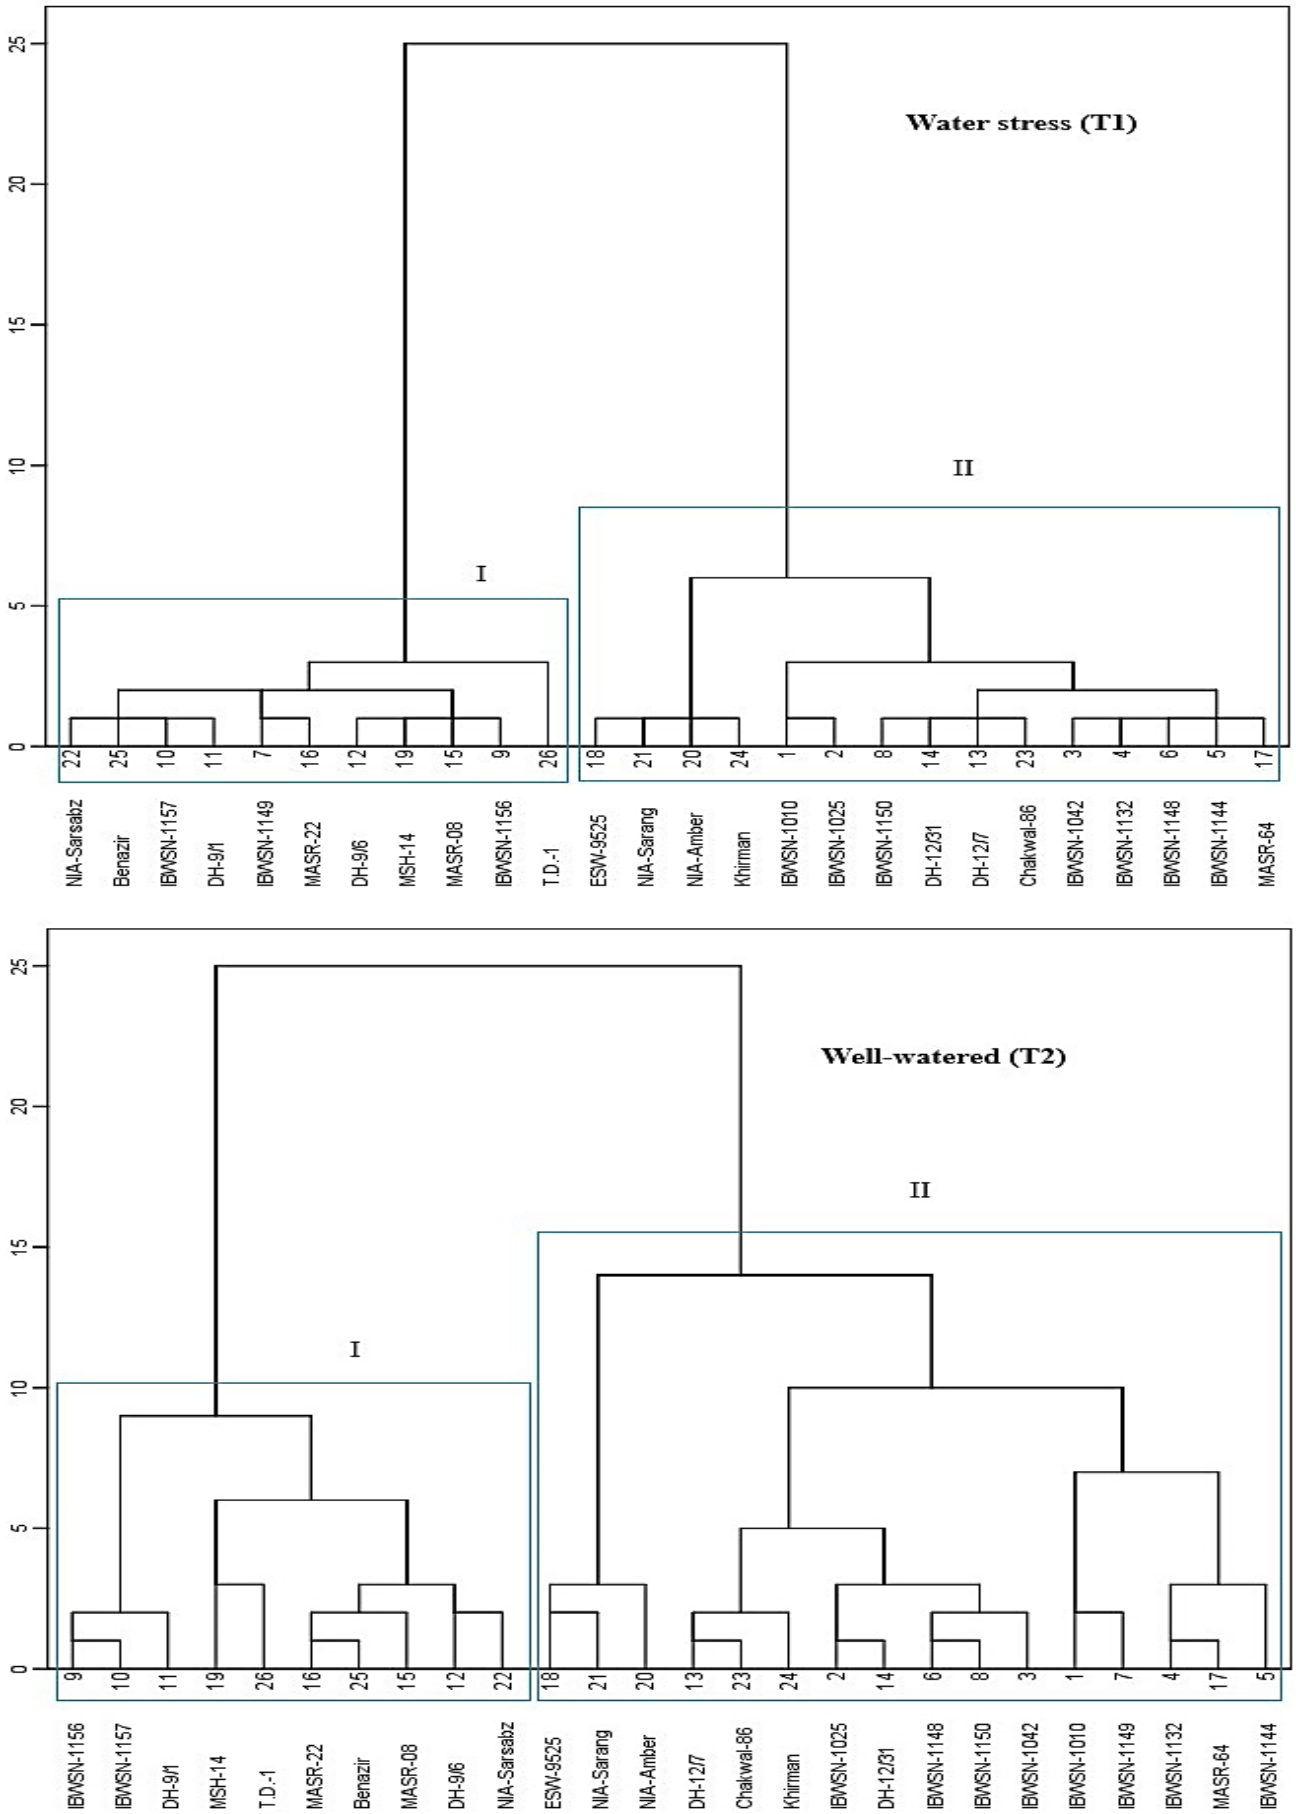 25
Water stress (T1)
20
15
10
II
I
5
0
22 25 10 11 7 16 12 19 15 9 26 18 21 20 24 1 2 8 14 13 23 3 4 6 5 17
NIA-Sarsabz Benazir IBWSN-1157 DH-9/1 IBWSN-1149 MASR-22 DH-9/6 MSH-14 MASR-08 IBWSN-1156 T.D.-1 ESW-9525 NIA-Sarang NIA-Amber Khirman IBWSN-1010 IBWSN-1025 IBWSN-1150 DH-12/31 DH-12/7 Chakwal-86 IBWSN-1042 IBWSN-1132 IBWSN-1148 IBWSN-1144 MASR-64
25
Well-watered (T2)
20
II
15
I
10
5
0
9 10 11 19 26 16 25 15 12 22 18 21 20 13 23 24 2 14 6 8 3 1 7 4 17 5
IBWSN-1156 IBWSN-1157 DH-9/1 MSH-14 T.D.-1 MASR-22 Benazir MASR-08 DH-9/6 NIA-Sarsabz ESW-9525 NIA-Sarang NIA-Amber DH-12/7 Chakwal-86 Khirman IBWSN-1025 DH-12/31 IBWSN-1148 IBWSN-1150 IBWSN-1042 IBWSN-1010 IBWSN-1149 IBWSN-1132 MASR-64 IBWSN-1144